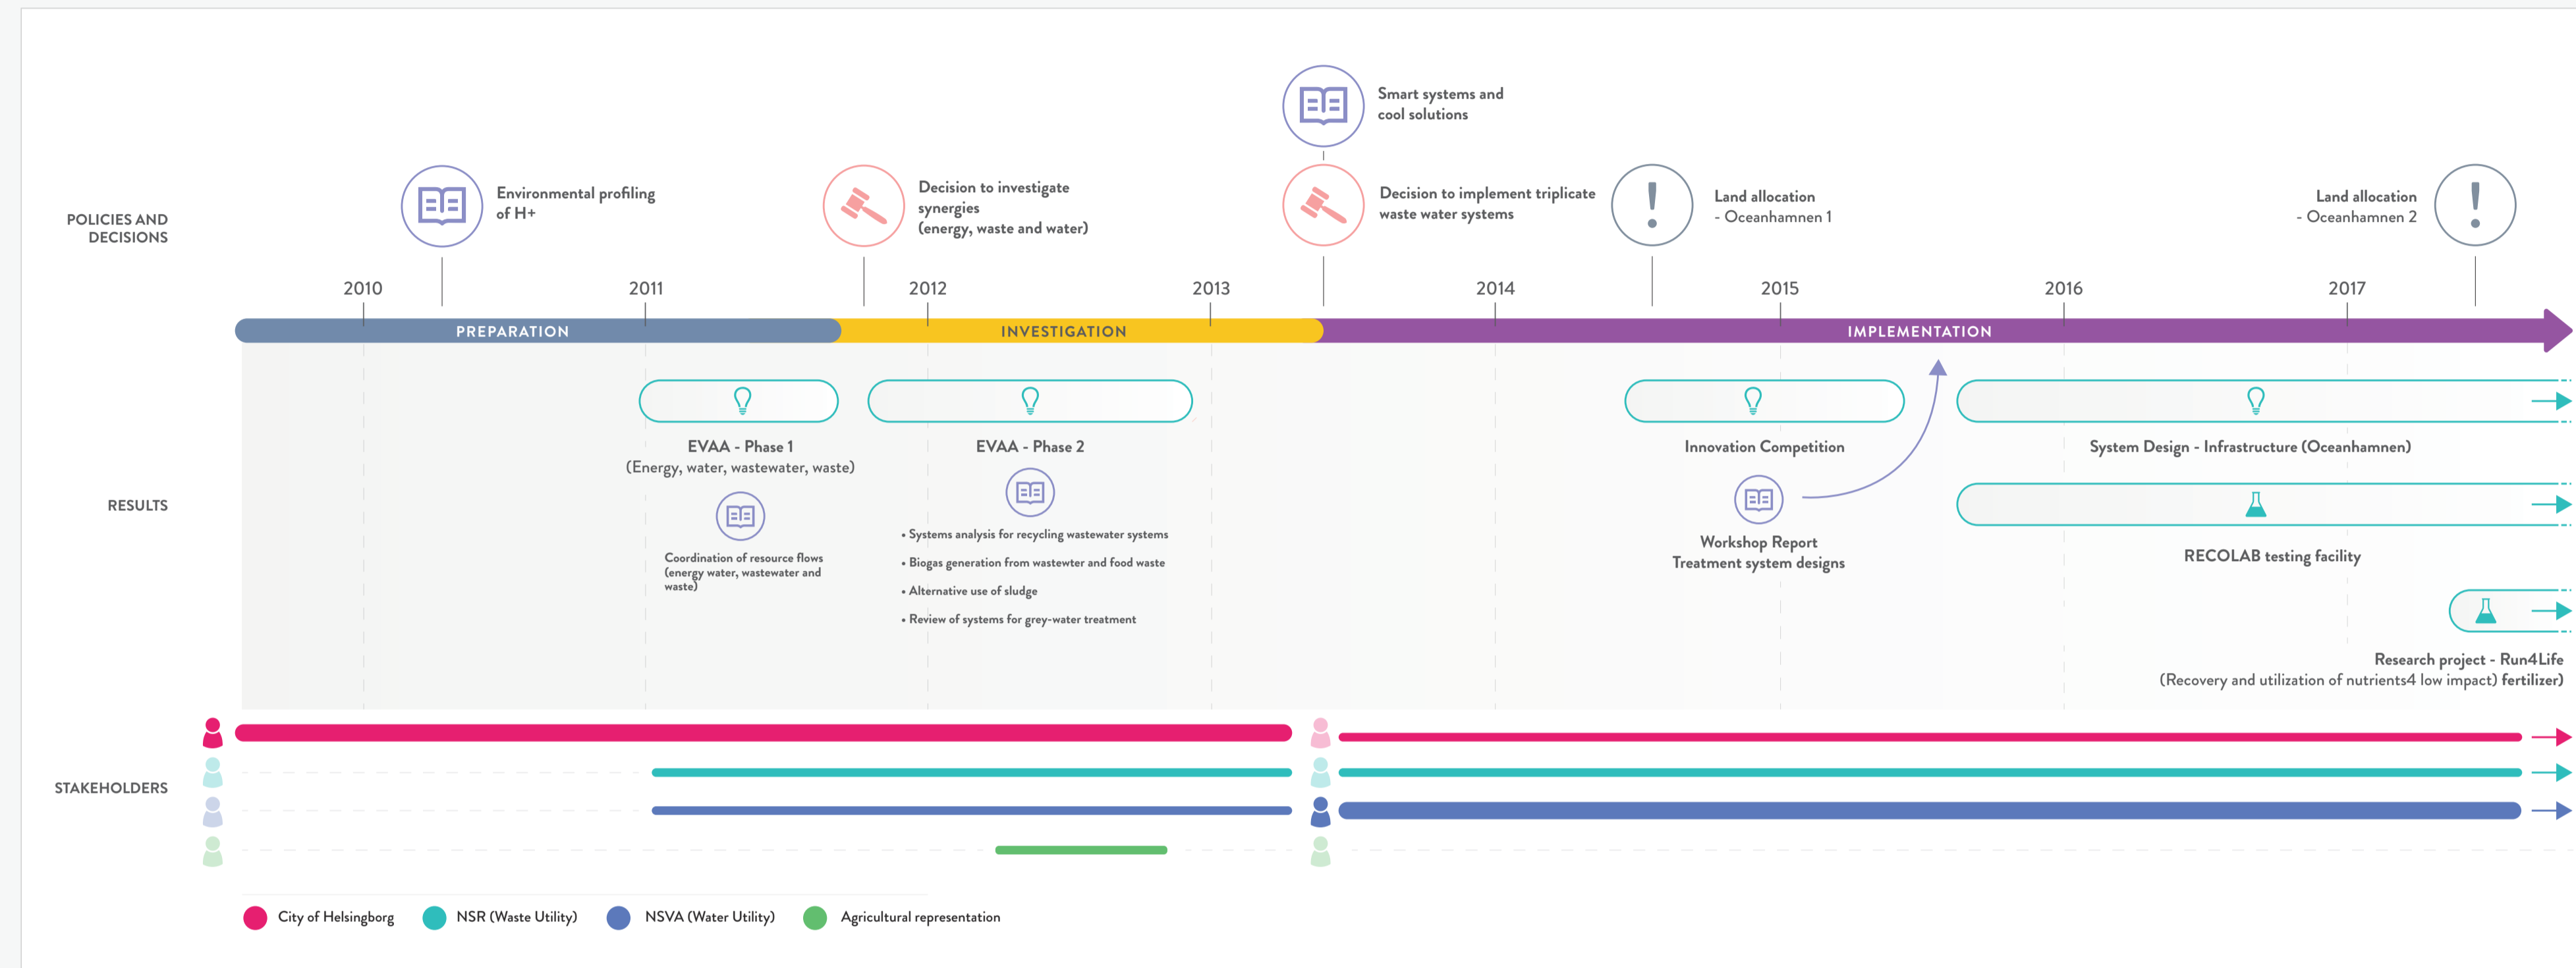 Smart systems and
cool solutions
POLICIES AND
DECISIONS
Environmental profiling
of H+
Decision to investigate
synergies
(energy, waste and water)
Decision to implement triplicate
waste water systems
Land allocation
- Oceanhamnen 1
Land allocation
- Oceanhamnen 2
2010
2011
2012
2013
2014
2015
2016
2017
PREPARATION
INVESTIGATION
IMPLEMENTATION
RESULTS
EVAA - Phase 1
(Energy, water, wastewater, waste)
Coordination of resource flows
(energy water, wastewater and
waste)
EVAA - Phase 2
• Systems analysis for recycling wastewater systems
• Biogas generation from wastewter and food waste
• Alternative use of sludge
• Review of systems for grey-water treatment
Innovation Competition
Workshop Report
Treatment system designs
System Design - Infrastructure (Oceanhamnen)
RECOLAB testing facility
Research project - Run4Life
(Recovery and utilization of nutrients4 low impact) fertilizer)
STAKEHOLDERS
City of Helsingborg
NSR (Waste Utility)
NSVA (Water Utility)
Agricultural representation